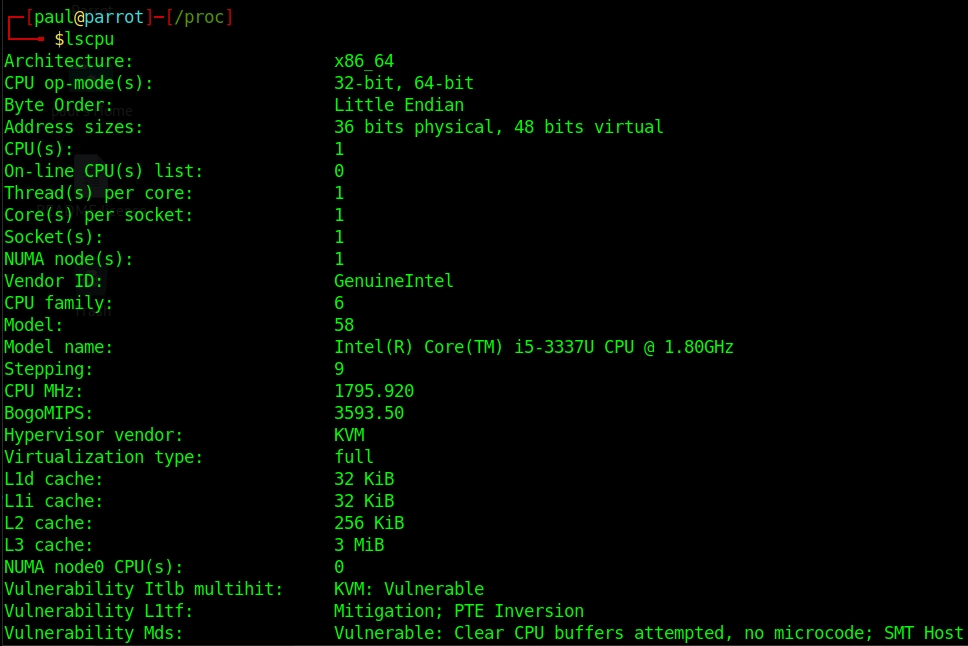 [paul@parrot]─[/proc]
$lscpu
Architecture: x86_64
CPU op-mode(s): 32-bit, 64-bit
Byte Order: Little Endian
Address sizes: 36 bits physical, 48 bits virtual
CPU(s): 1
On-line CPU(s) list: 0
Thread(s) per core: 1
Core(s) per socket: 1
Socket(s): 1
NUMA node(s): 1
Vendor ID: GenuineIntel
CPU family: 6
Model: 58
Model name: Intel(R) Core(TM) i5-3337U CPU @ 1.80GHz
Stepping: 9
CPU MHz: 1795.920
BogoMIPS: 3593.50
Hypervisor vendor: KVM
Virtualization type: full
L1d cache: 32 KiB
L1i cache: 32 KiB
L2 cache: 256 KiB
L3 cache: 3 MiB
NUMA node0 CPU(s): 0
Vulnerability Itlb multihit: KVM: Vulnerable
Vulnerability L1tf: Mitigation; PTE Inversion
Vulnerability Mds: Vulnerable: Clear CPU buffers attempted, no microcode; SMT Host